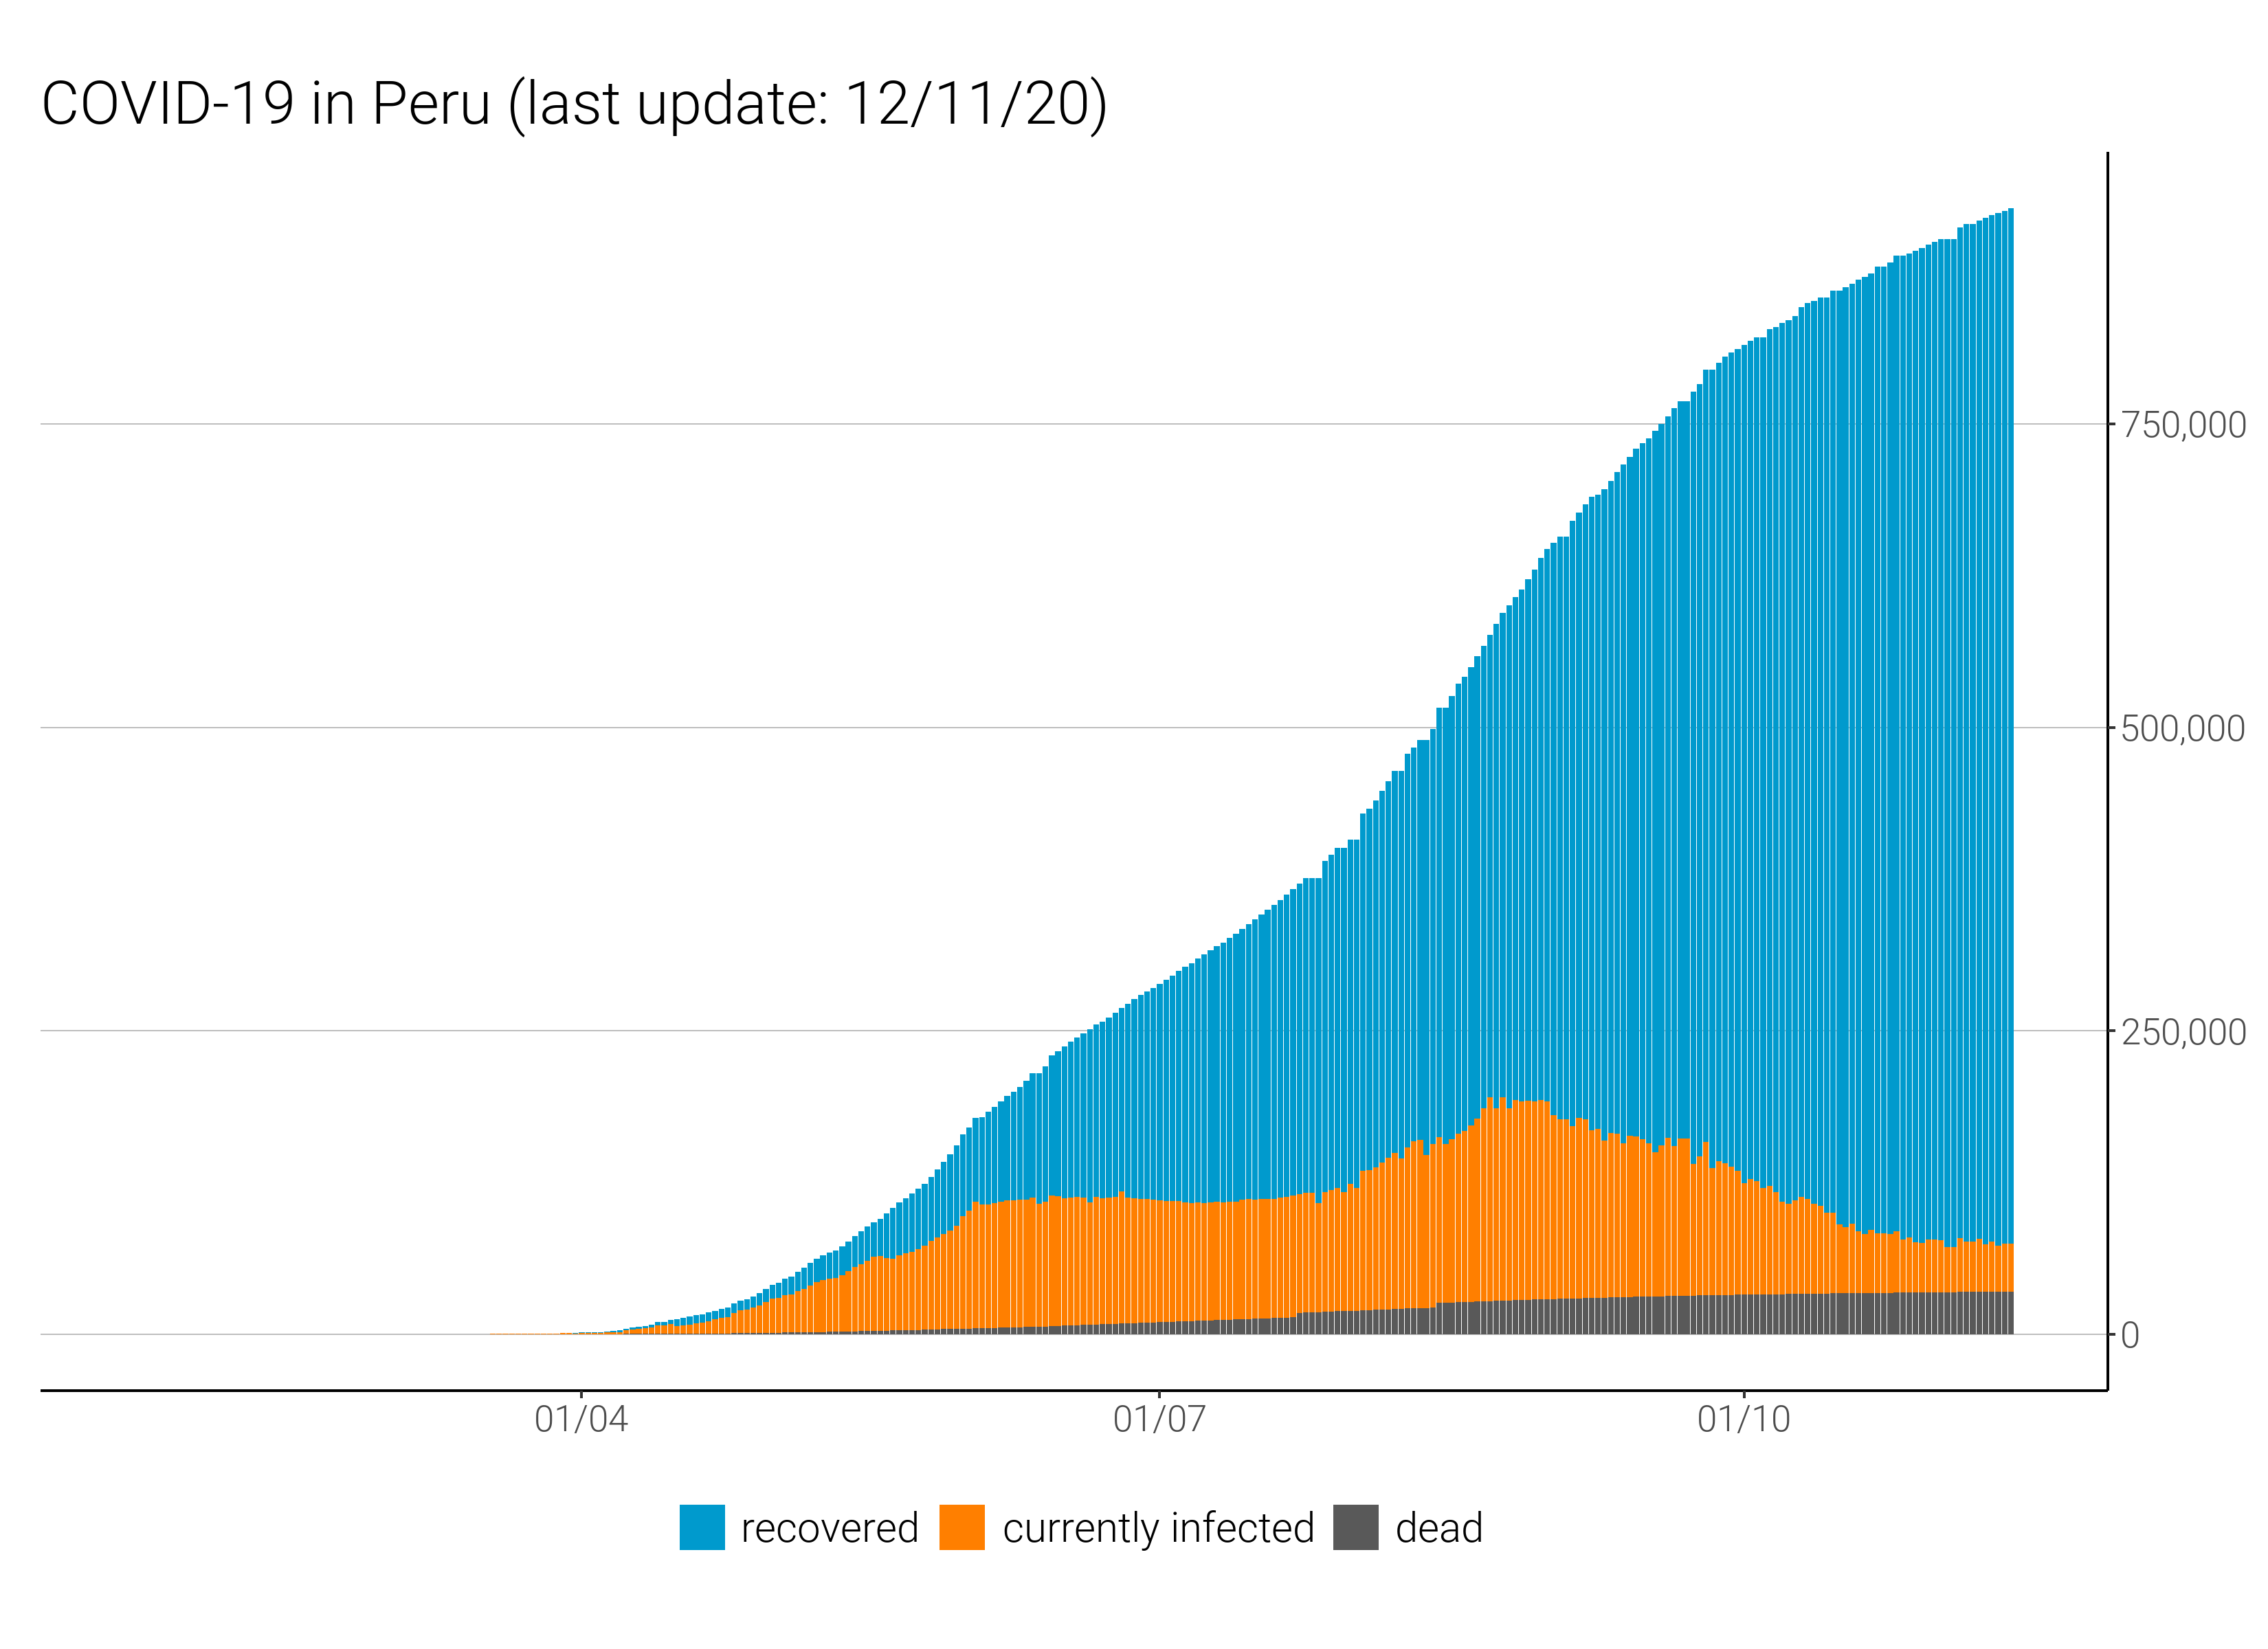 COVID-19 in Peru (last update: 12/11/20)
750,000
500,000
250,000
0
01/04 01/07 01/10
recovered currently infected dead